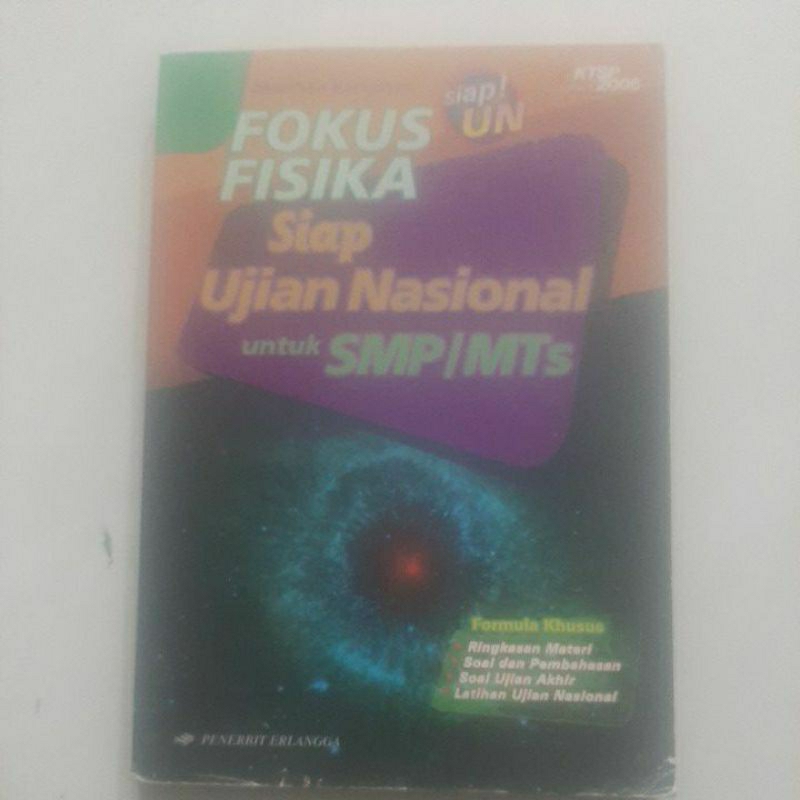 siap!
UN
KTSP
2006
FOKUS
FISIKA
Siap
Ujian Nasional
untuk SMP/MTs
Formula Khusus
Ringkasan Materi
Soal dan Pembahasan
Soal Ujian Akhir
Latihan Ujian Nasional
PENERBIT ERLANGGA